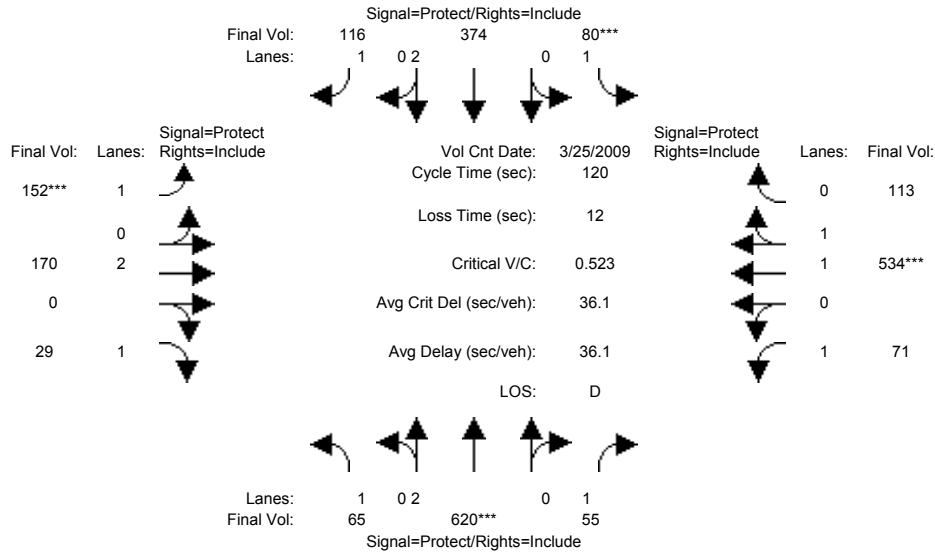 Signal=Protect/Rights=Include
Final Vol: 116 374 80***
Lanes: 1 0 2 0 1
Signal=Protect Signal=Protect
Final Vol: Lanes: Rights=Include Vol Cnt Date: 3/25/2009 Rights=Include Lanes: Final Vol:
Cycle Time (sec): 120
152*** 1 0 113
Loss Time (sec): 12
0 1
170 2 Critical V/C: 0.523 1 534***
0 Avg Crit Del (sec/veh): 36.1 0
29 1 Avg Delay (sec/veh): 36.1 1 71
LOS: D
Lanes: 1 0 2 0 1
Final Vol: 65 620*** 55
Signal=Protect/Rights=Include